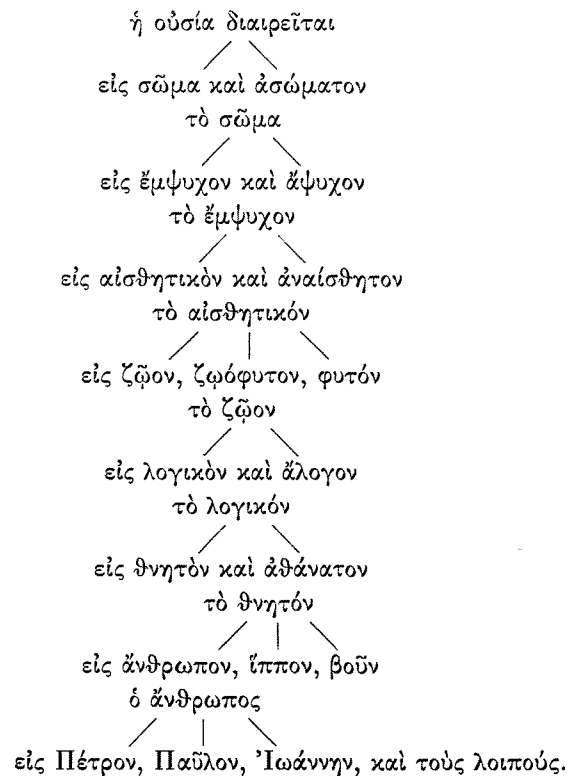 ἡ οὐσία διαιρεῖται
εἰς σῶμα καὶ ἀσώματον
τὸ σῶμα
εἰς ἔμψυχον καὶ ἄψυχον
τὸ ἔμψυχον
εἰς αἰσθητικὸν καὶ ἀναίσθητον
τὸ αἰσθητικόν
εἰς ζῷον, ζῳόφυτον, φυτόν
τὸ ζῷον
εἰς λογικὸν καὶ ἄλογον
τὸ λογικόν
εἰς θνητὸν καὶ ἀθάνατον
τὸ θνητόν
εἰς ἄνθρωπον, ἵππον, βοῦν
ὁ ἄνθρωπος
εἰς Πέτρον, Παῦλον, Ἰωάννην, καὶ τοὺς λοιπούς.